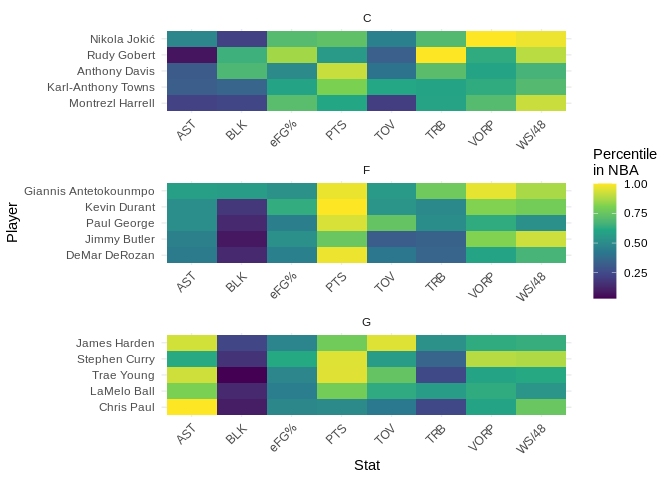 C
Nikola Jokić
Rudy Gobert
Anthony Davis
Karl-Anthony Towns
Montrezl Harrell
AST BLK eFG% PTS TOV TRB VORP WS/48
F
Giannis Antetokounmpo
Kevin Durant
Paul George
Jimmy Butler
DeMar DeRozan
AST BLK eFG% PTS TOV TRB VORP WS/48
G
James Harden
Stephen Curry
Trae Young
LaMelo Ball
Chris Paul
AST BLK eFG% PTS TOV TRB VORP WS/48
Stat
Player
Percentile
in NBA
1.00
0.75
0.50
0.25